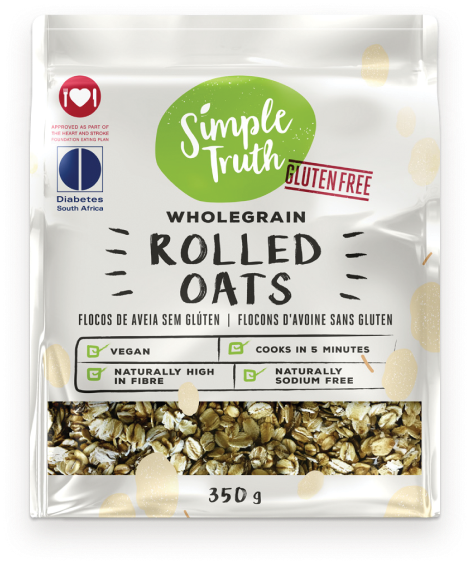 APPROVED AS PART OF
THE HEART AND STROKE
FOUNDATION EATING PLAN
Diabetes
South Africa
Simple
Truth
GLUTEN FREE
WHOLEGRAIN
ROLLED
OATS
FLOCOS DE AVEIA SEM GLÚTEN | FLOCONS D'AVOINE SANS GLUTEN
VEGAN
COOKS IN 5 MINUTES
NATURALLY HIGH
IN FIBRE
NATURALLY
SODIUM FREE
350 g